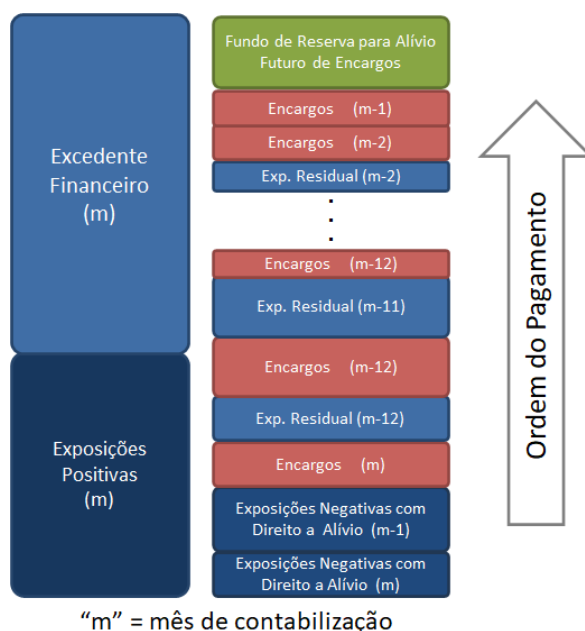 Fundo de Reserva para Alívio
Futuro de Encargos
Encargos (m-1)
Encargos (m-2)
Exp. Residual (m-2)
.
.
.
Encargos (m-12)
Exp. Residual (m-11)
Encargos (m-12)
Exp. Residual (m-12)
Encargos (m)
Exposições Negativas com
Direito a Alívio (m-1)
Exposições Negativas com
Direito a Alívio (m)
Excedente
Financeiro
(m)
Exposições
Positivas
(m)
Ordem do Pagamento
"m" = mês de contabilização